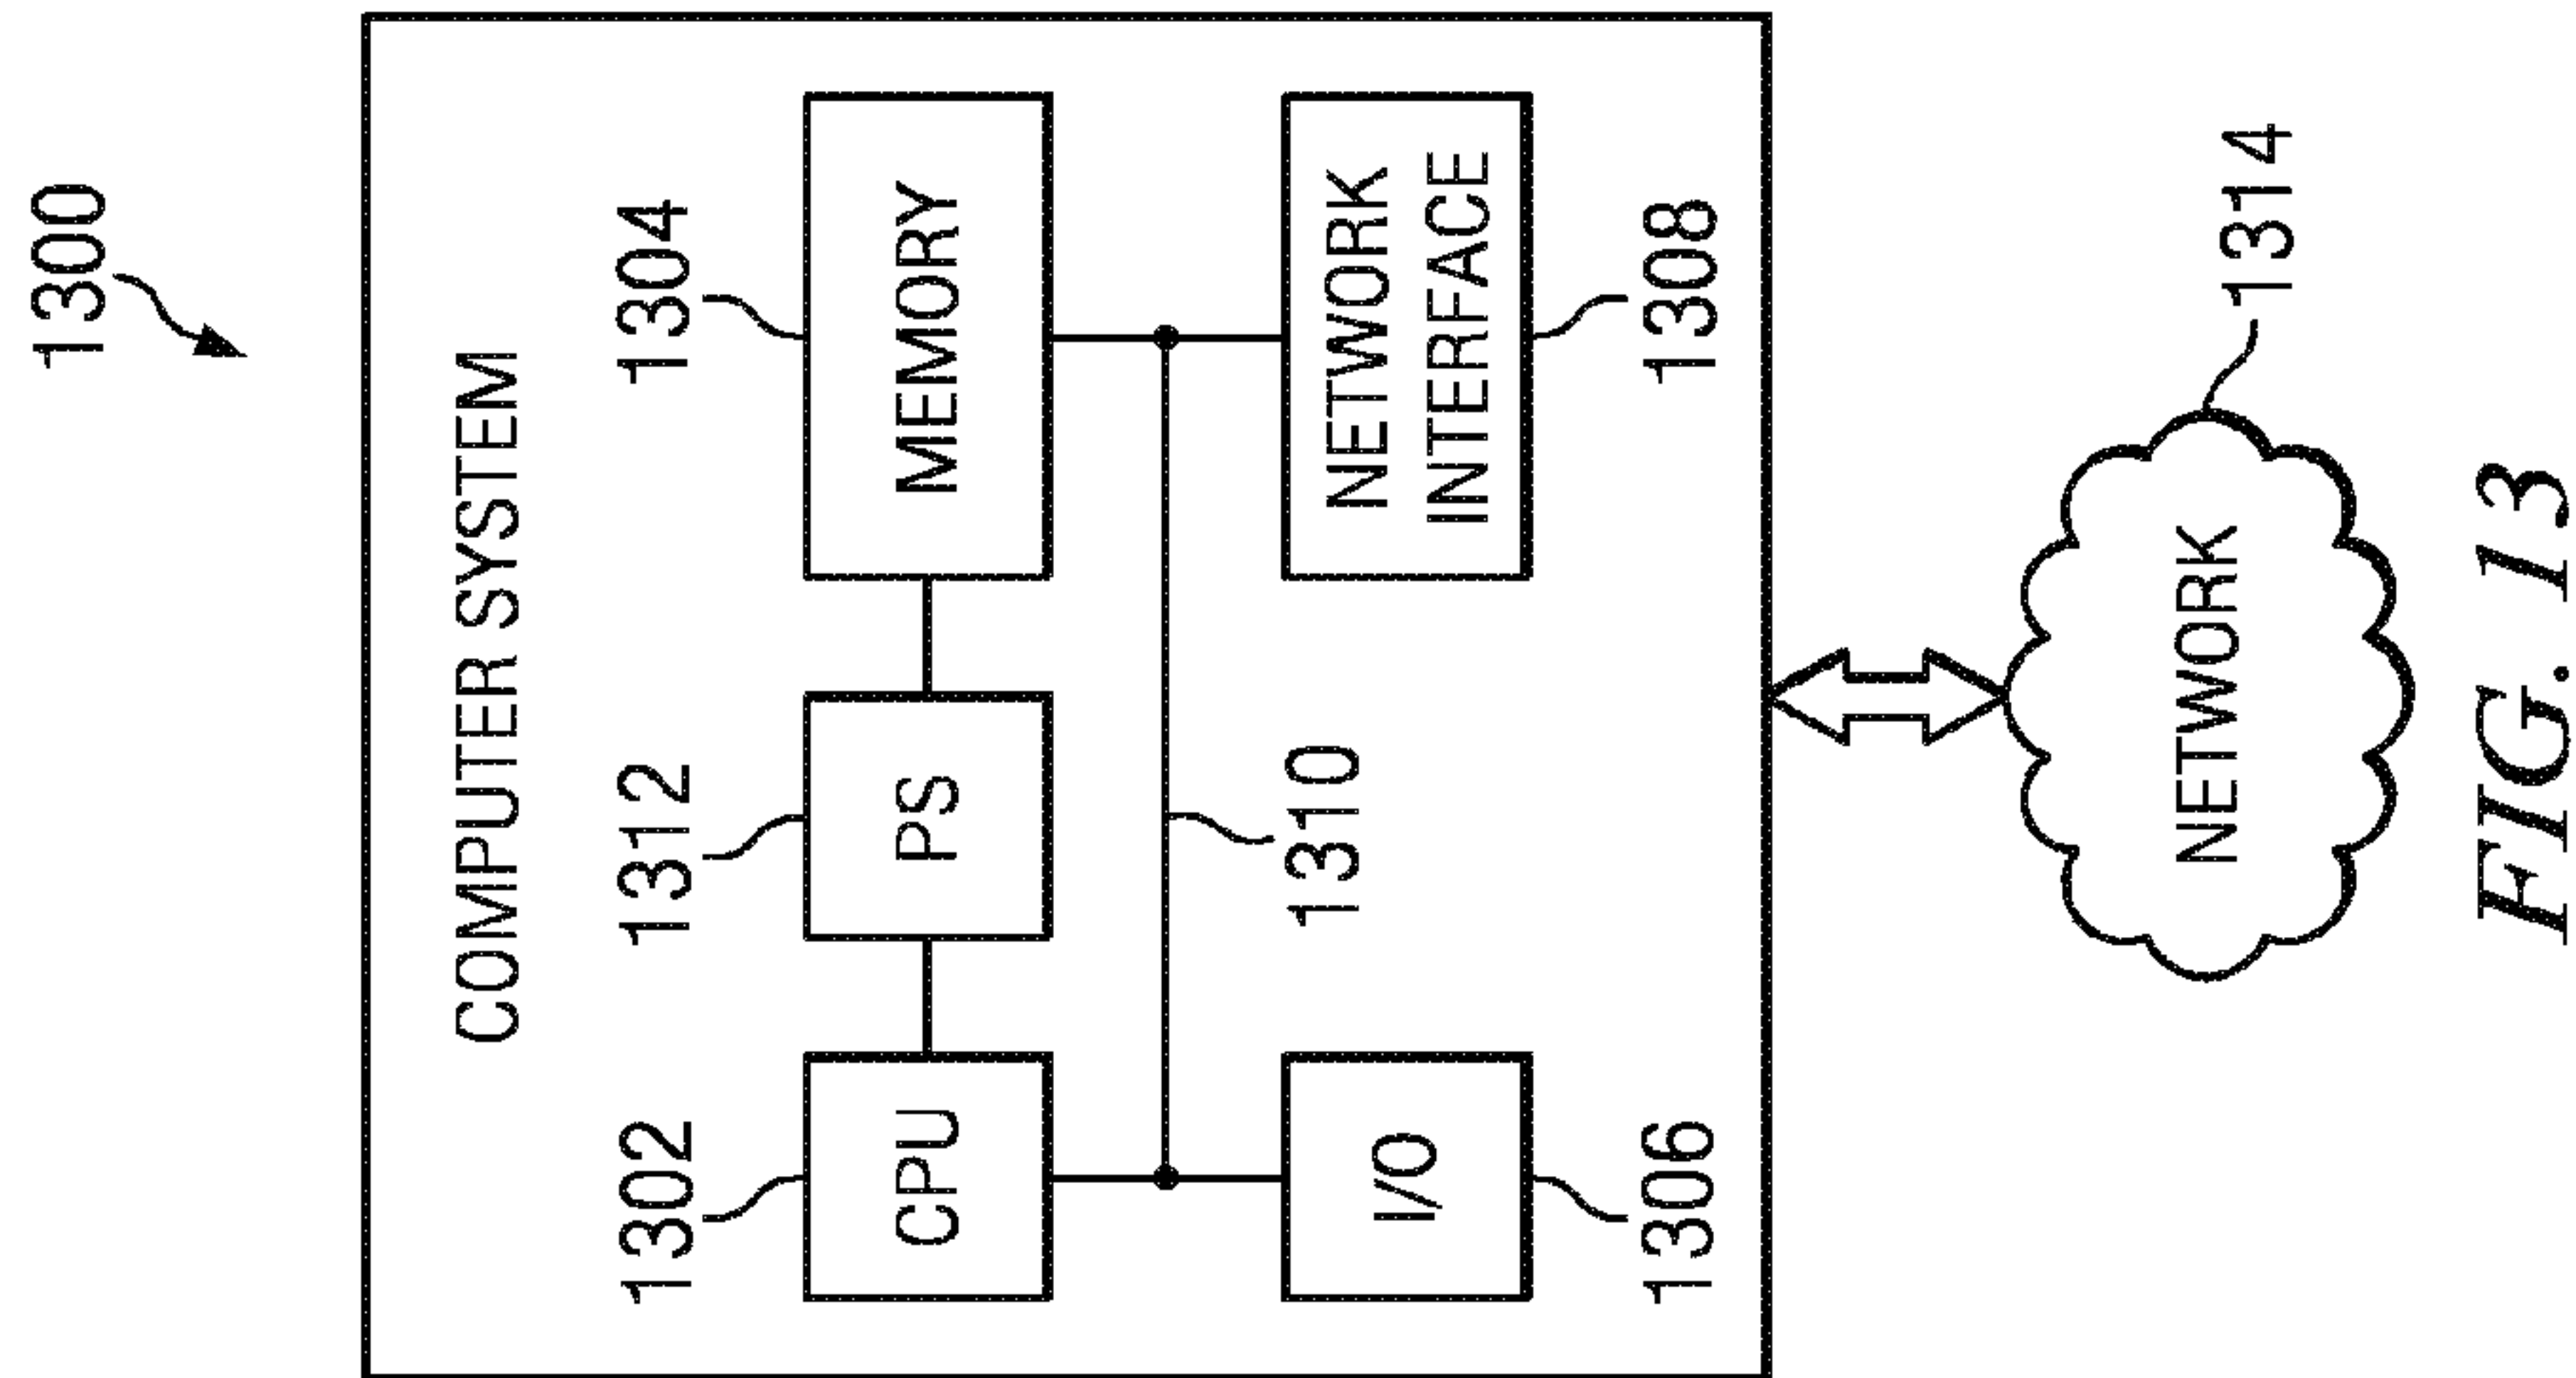 1300
COMPUTER SYSTEM
1302
1312
1304
CPU
PS
MEMORY
1310
I/O
NETWORK
INTERFACE
1306
1308
NETWORK
1314
FIG. 13